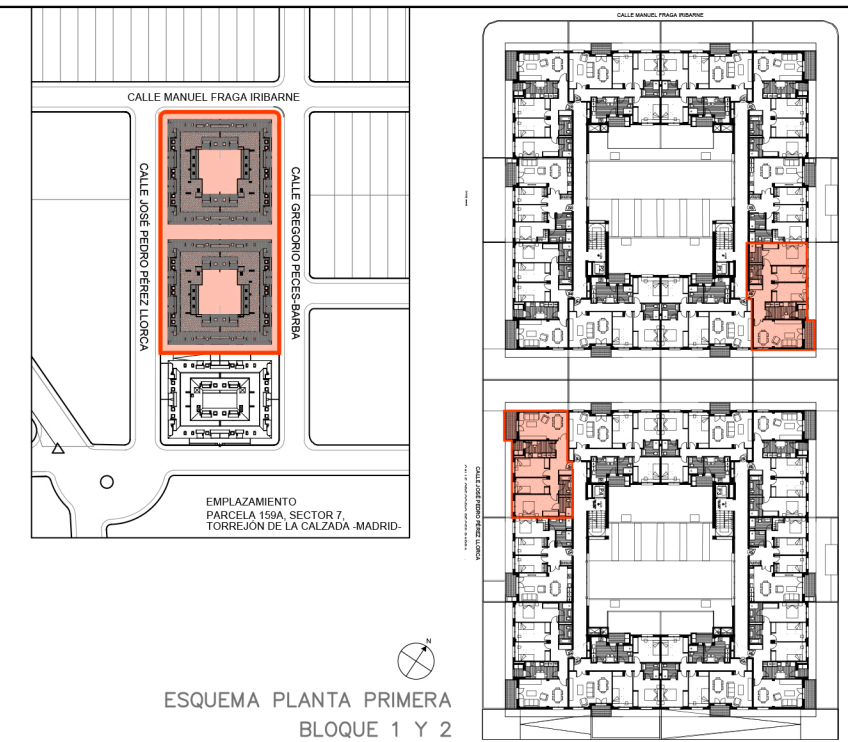 CALLE MANUEL FRAGA IRIBARNE
CALLE JOSÉ PEDRO PÉREZ LLORCA
CALLE GREGORIO PECES-BARBA
EMPLAZAMIENTO
PARCELA 159A, SECTOR 7,
TORREJÓN DE LA CALZADA -MADRID-
N
ESQUEMA PLANTA PRIMERA
BLOQUE 1 Y 2
CALLE MANUEL FRAGA IRIBARNE
CALLE JOSÉ PEDRO PÉREZ LLORCA